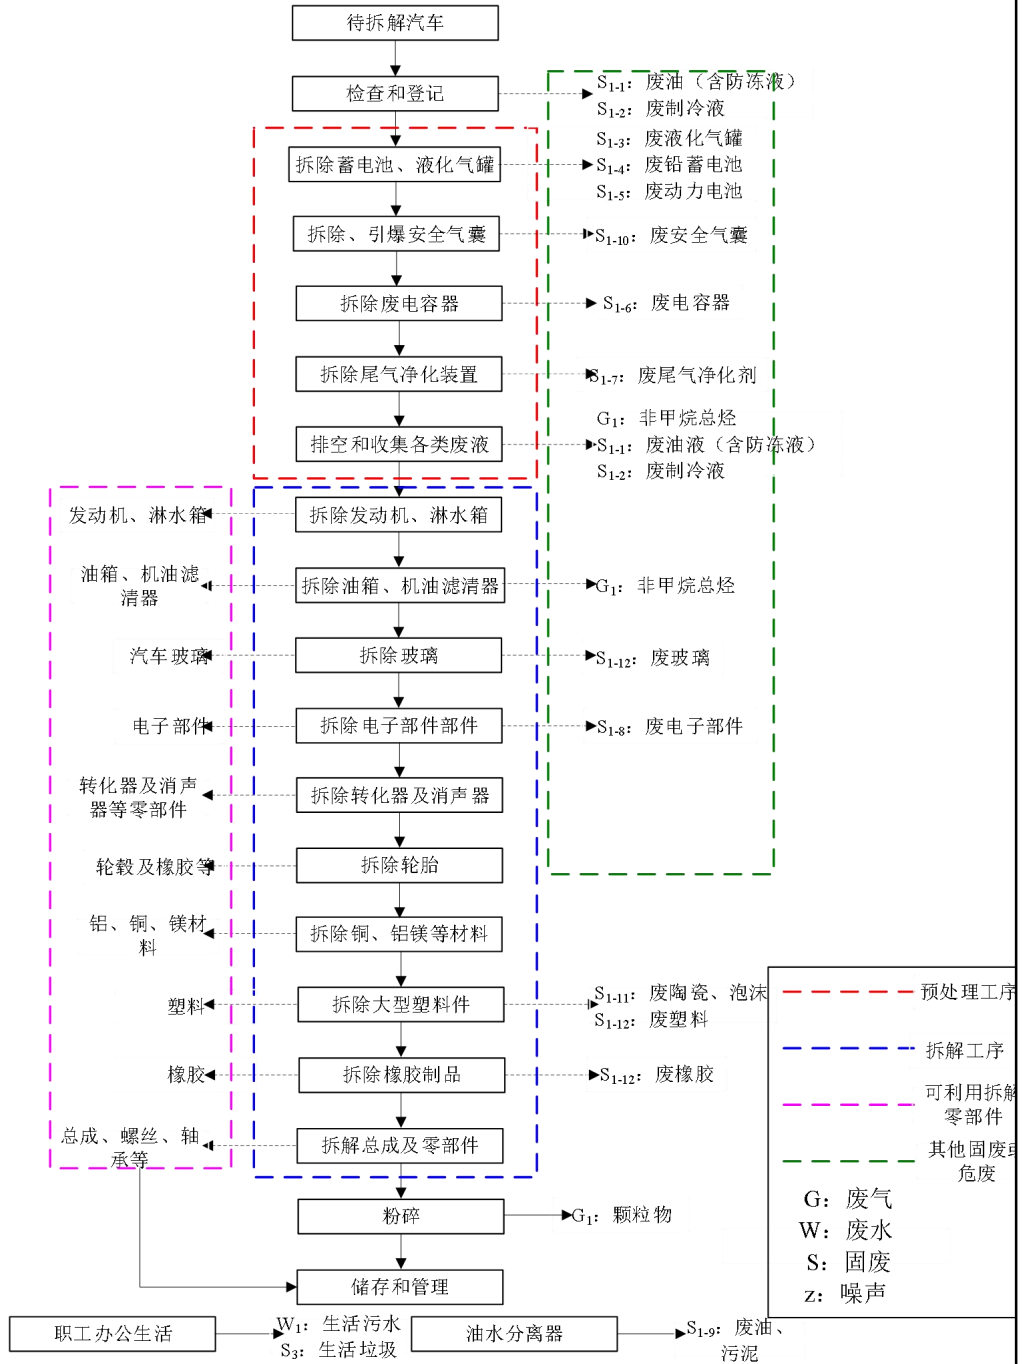 待拆解汽车
检查和登记
S1-1：废油（含防冻液）
S1-2：废制冷液
拆除蓄电池、液化气罐
S1-3：废液化气罐
S1-4：废铅蓄电池
S1-5：废动力电池
拆除、引爆安全气囊
S1-10：废安全气囊
拆除废电容器
S1-6：废电容器
拆除尾气净化装置
S1-7：废尾气净化剂
排空和收集各类废液
G1：非甲烷总烃
S1-1：废油液（含防冻液）
S1-2：废制冷液
发动机、淋水箱
拆除发动机、淋水箱
油箱、机油滤
清器
拆除油箱、机油滤清器
G1：非甲烷总烃
汽车玻璃
拆除玻璃
S1-12：废玻璃
电子部件
拆除电子部件部件
S1-8：废电子部件
转化器及消声
器等零部件
拆除转化器及消声器
轮毂及橡胶等
拆除轮胎
铝、铜、镁材
料
拆除铜、铝镁等材料
塑料
拆除大型塑料件
S1-11：废陶瓷、泡沫
S1-12：废塑料
橡胶
拆除橡胶制品
S1-12：废橡胶
总成、螺丝、轴
承等
拆解总成及零部件
粉碎
G1：颗粒物
储存和管理
预处理工序
拆解工序
可利用拆解
零部件
其他固废或
危废
G：废气
W：废水
S：固废
z：噪声
职工办公生活
W1：生活污水
S3：生活垃圾
油水分离器
S1-9：废油、
污泥